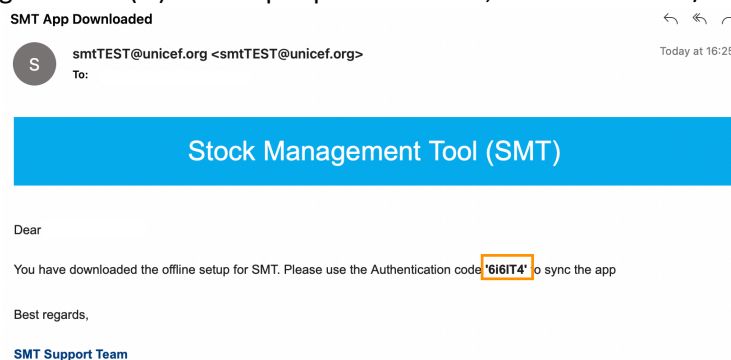 SMT App Downloaded
S
smtTEST@unicef.org <smtTEST@unicef.org>
Today at 16:25
To:
Stock Management Tool (SMT)
Dear
You have downloaded the offline setup for SMT. Please use the Authentication code '6i6IT4' o sync the app
Best regards,
SMT Support Team